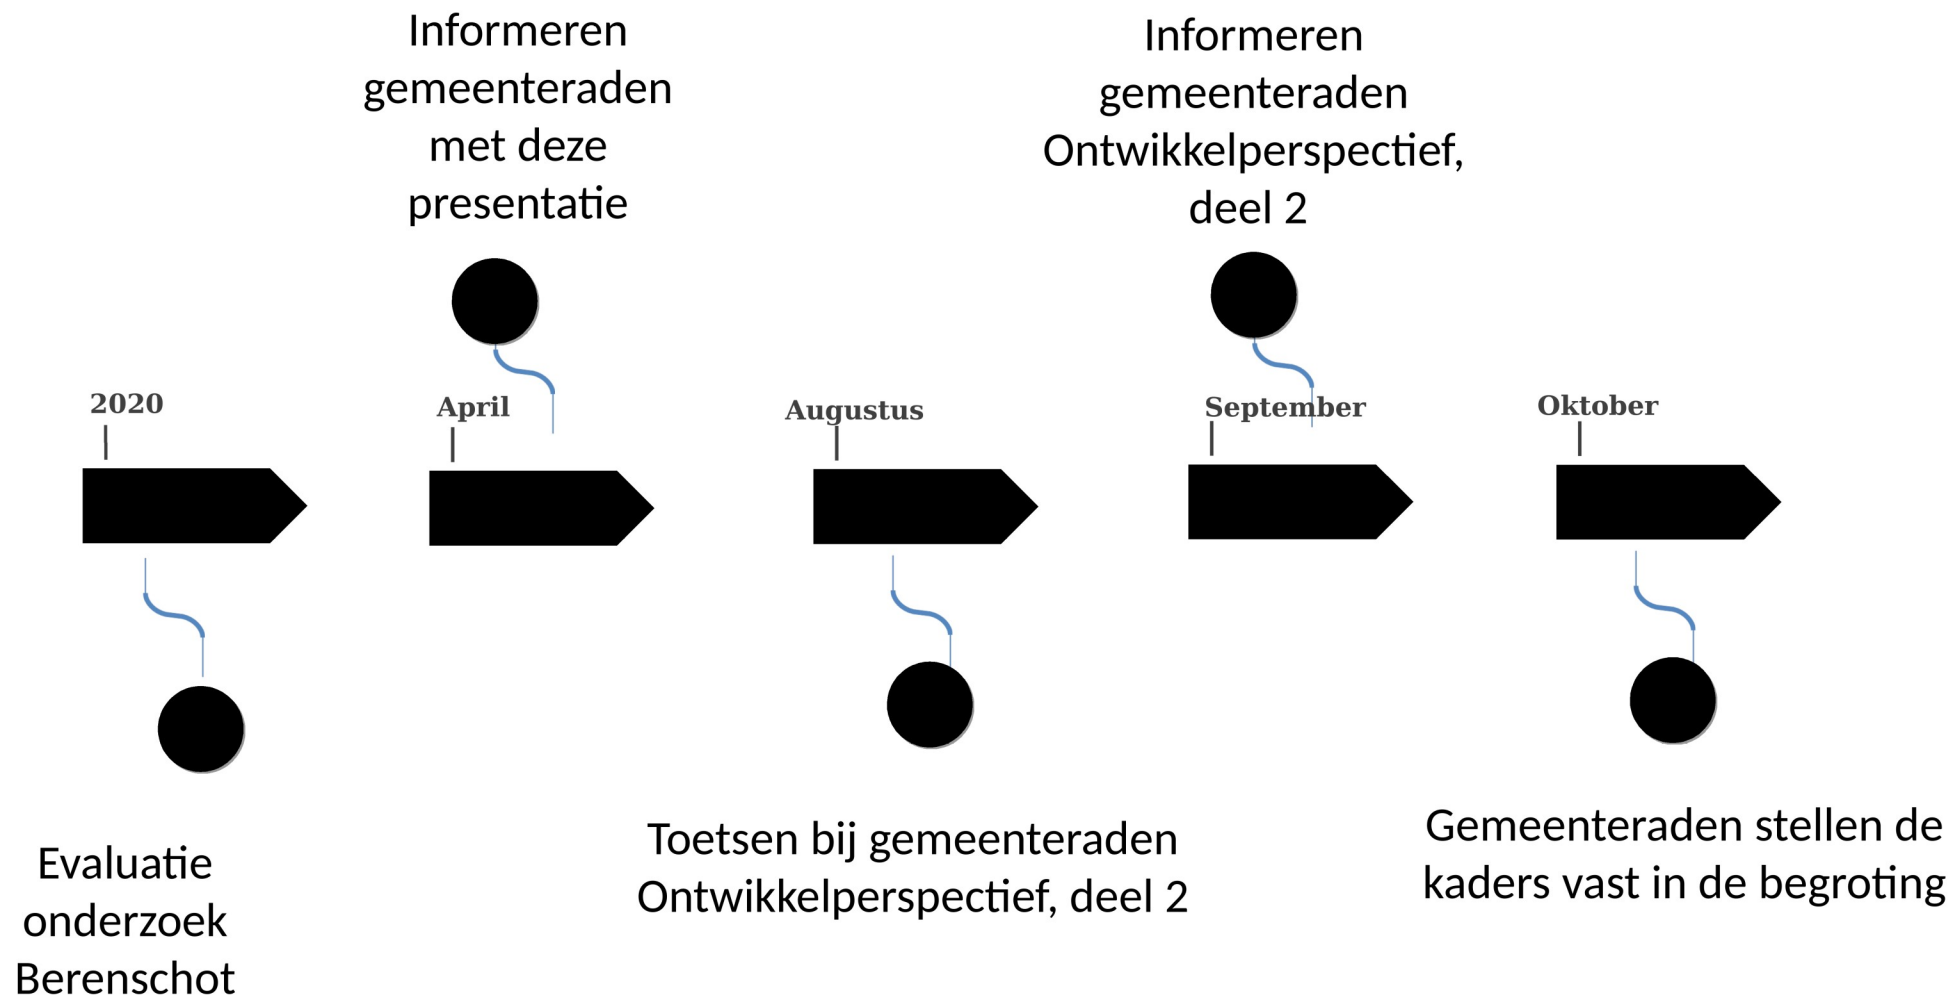 Informeren
gemeenteraden
met deze
presentatie
Informeren
gemeenteraden
Ontwikkelperspectief,
deel 2
2020
April
Augustus
September
Oktober
Evaluatie
onderzoek
Berenschot
Toetsen bij gemeenteraden
Ontwikkelperspectief, deel 2
Gemeenteraden stellen de
kaders vast in de begroting